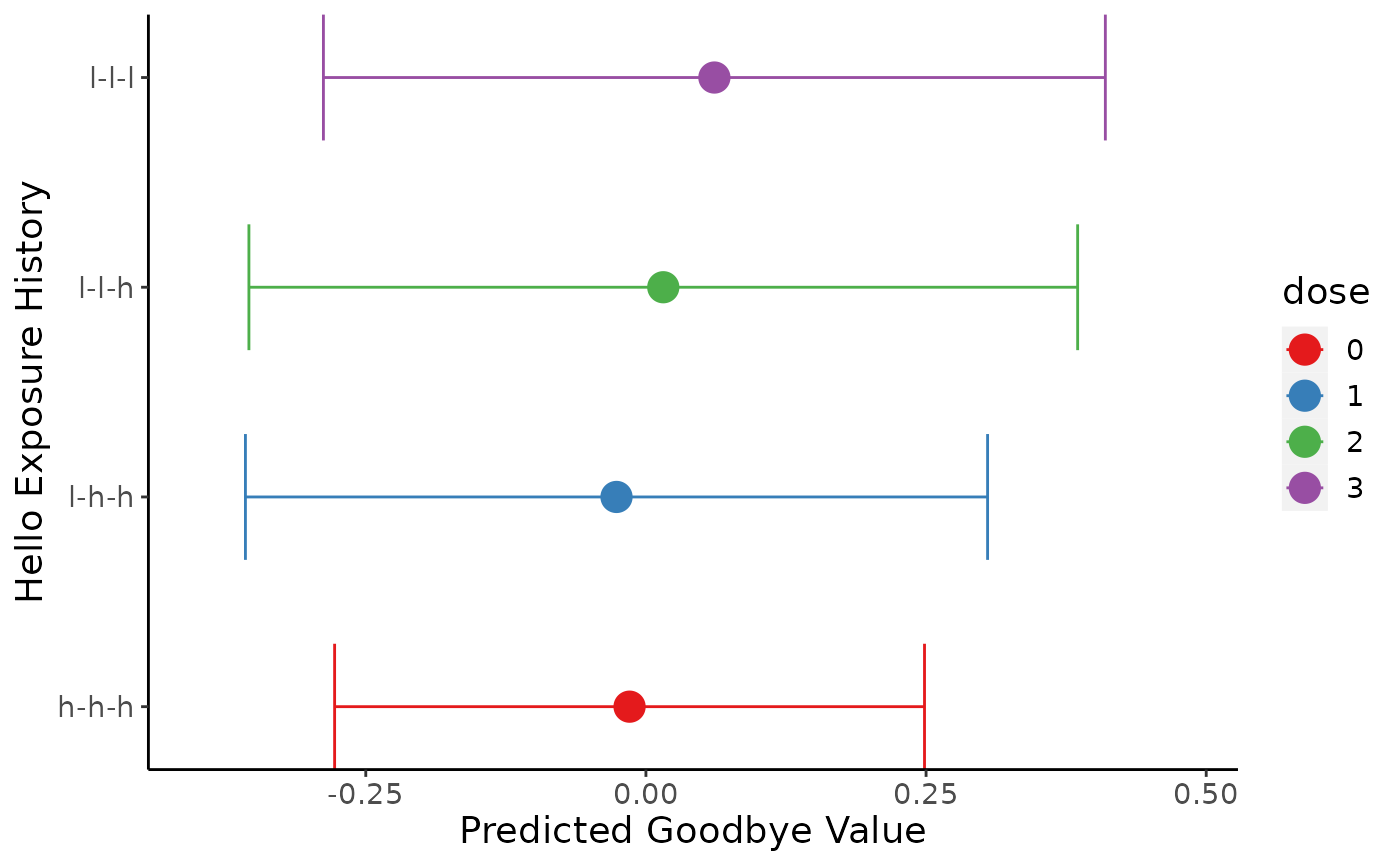 Hello Exposure History
l-l-l
l-l-h
l-h-h
h-h-h
-0.25
0.00
0.25
0.50
Predicted Goodbye Value
dose
0
1
2
3